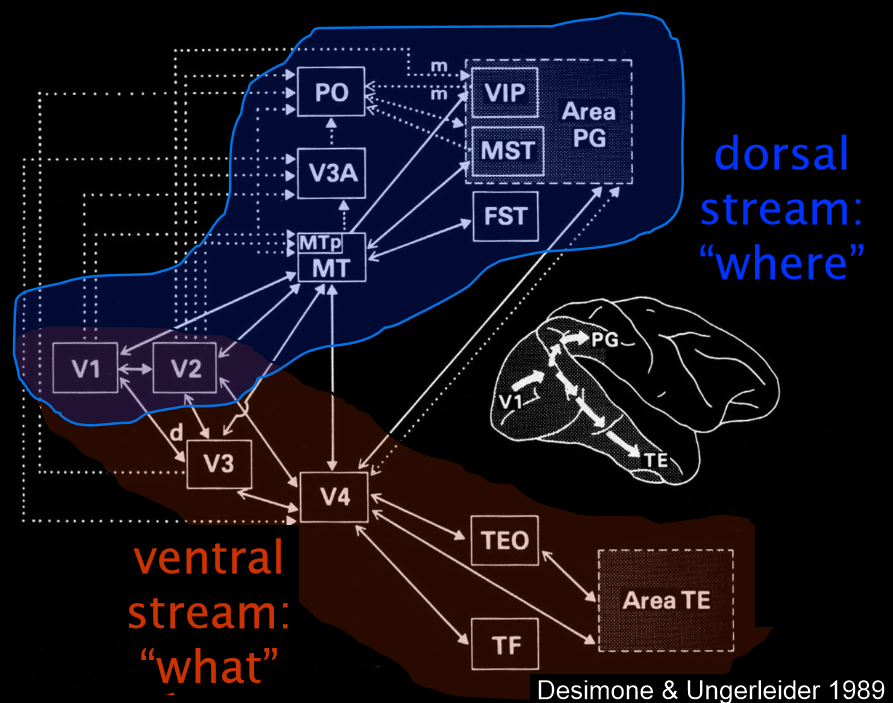 m
PO
VIP
m
Area
PG
MST
V3A
FST
MTp
MT
dorsal
stream:
“where”
V1
V2
PG
V1
d
V3
TE
V4
TEO
ventral
stream:
“what”
Area TE
TF
Desimone & Ungerleider 1989